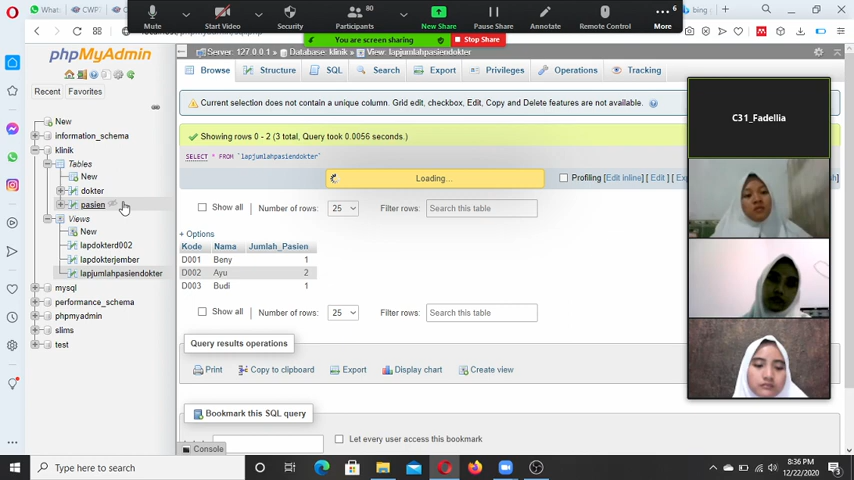 Mute
Start Video
Security
80
Participants
New Share
Pause Share
Annotate
Remote Control
6
More
You are screen sharing
Stop Share
phpMyAdmin
Recent
Favorites
New
information_schema
klinik
Tables
New
dokter
pasien
Views
New
lapdokterd002
lapdokterjember
lapjumlahpasiendokter
mysql
performance_schema
phpmyadmin
slims
test
Server: 127.0.0.1 » Database: klinik » View: lapjumlahpasiendokter
Browse
Structure
SQL
Search
Export
Privileges
Operations
Tracking
Current selection does not contain a unique column. Grid edit, checkbox, Edit, Copy and Delete features are not available.
Showing rows 0 - 2 (3 total, Query took 0.0056 seconds.)
SELECT * FROM `lapjumlahpasiendokter`
Loading...
Profiling [Edit inline] [ Edit ] [
Show all
Number of rows:
25
Filter rows:
Search this table
+ Options
Kode Nama Jumlah_Pasien
D001 Beny 1
D002 Ayu 2
D003 Budi 1
Show all
Number of rows:
25
Filter rows:
Search this table
Query results operations
Print
Copy to clipboard
Export
Display chart
Create view
Bookmark this SQL query
Let every user access this bookmark
Console
C31_Fadellia
Type here to search
8:36 PM
12/22/2020
3